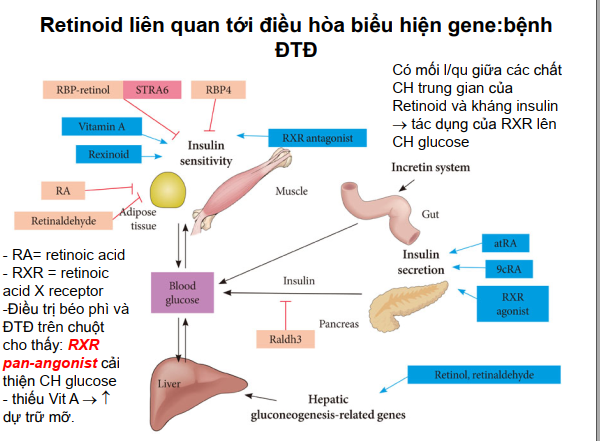 Retinoid liên quan tới điều hòa biểu hiện gene:bệnh
ĐTĐ
RBP-retinol
STRA6
RBP4
Có mối l/qu giữa các chất
CH trung gian của
Retinoid và kháng insulin
→ tác dụng của RXR lên
CH glucose
Vitamin A
Rexinoid
Insulin
sensitivity
RXR antagonist
RA
Retinaldehyde
Adipose
tissue
Muscle
Incretin system
Gut
- RA= retinoic acid
- RXR = retinoic
acid X receptor
-Điều trị béo phì và
ĐTĐ trên chuột
cho thấy: RXR
pan-angonist cải
thiện CH glucose
- thiếu Vit A → ↑
dự trữ mỡ.
Blood
glucose
Insulin
Insulin
secretion
atRA
9cRA
RXR
agonist
Raldh3
Pancreas
Liver
Hepatic
gluconeogenesis-related genes
Retinol, retinaldehyde